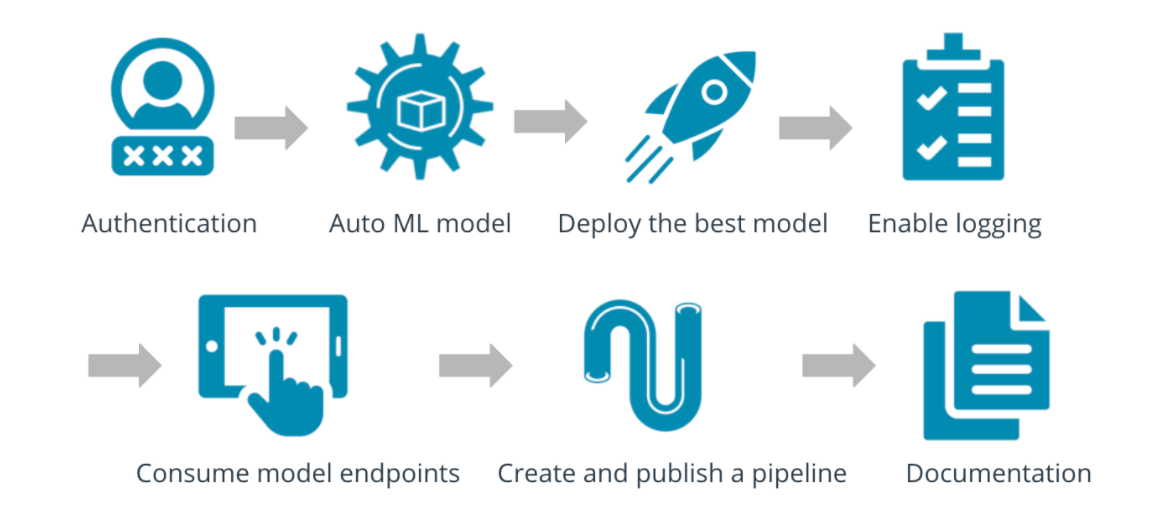 Authentication
Auto ML model
Deploy the best model
Enable logging
Consume model endpoints
Create and publish a pipeline
Documentation